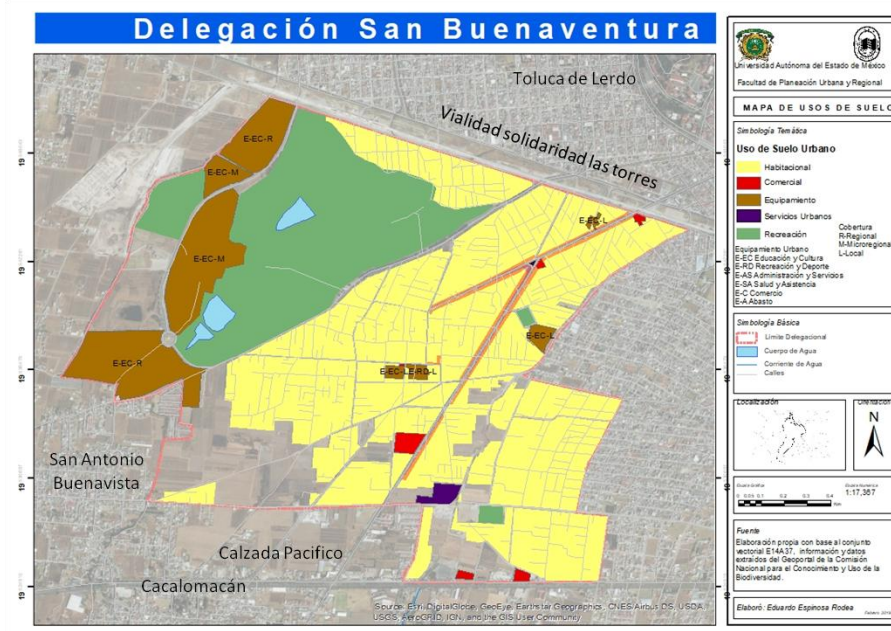 Delegación San Buenaventura
Toluca de Lerdo
Vialidad solidaridad las torres
E-EC-R
E-EC-M
E-EC-L
E-EC-M
E-EC-R
E-EC-L
E-EC-LE-RD-L
San Antonio
Buenavista
Calzada Pacifico
Cacalomacán
Source: Esri, DigitalGlobe, GeoEye, Earthstar Geographics, CNES/Airbus DS, USDA,
USGS, AeroGRID, IGN, and the GIS User Community
Universidad Autónoma del Estado de México
Facultad de Planeación Urbana y Regional
MAPA DE USOS DE SUELO
Simbología Temática
Uso de Suelo Urbano
Habitacional
Comercial
Equipamiento
Servicios Urbanos
Recreación
Cobertura
R-Regional
M-Microregional
L-Local
Equipamiento Urbano
E-EC Educación y Cultura
E-RD Recreación y Deporte
E-AS Administración y Servicios
E-SA Salud y Asistencia
E-C Comercio
E-A Abasto
Simbología Básica
Límite Delegacional
Cuerpo de Agua
Corriente de Agua
Calles
Localización
Orientación
N
1:17,367
Fuente
Elaboración propia con base al conjunto
vectorial E14A37, información y datos
extraídos del Geoportal de la Comisión
Nacional para el Conocimiento y Uso de la
Biodiversidad.
Elaboró: Eduardo Espinosa Rodea